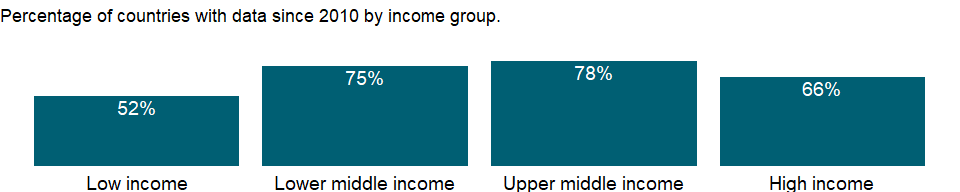 Percentage of countries with data since 2010 by income group.
52%
75%
78%
66%
Low income
Lower middle income
Upper middle income
High income